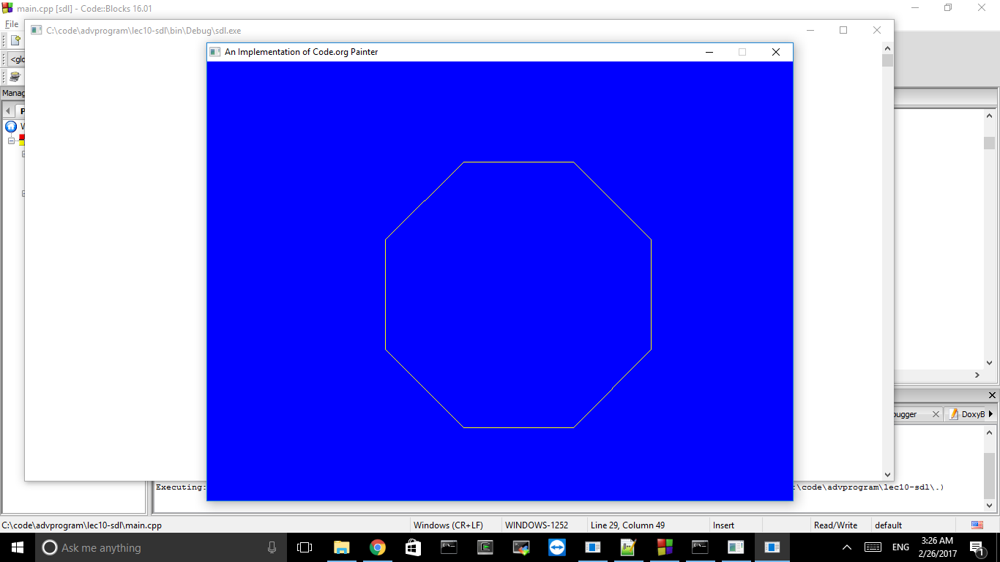 main.cpp [sdl] - Code::Blocks 16.01
File
C:\code\advprogram\lec10-sdl\bin\Debug\sdl.exe
An Implementation of Code.org Painter
<glo
Manag
P
W
ugger
DoxyB
Executing:
:\code\advprogram\lec10-sdl\.)
C:\code\advprogram\lec10-sdl\main.cpp
Windows (CR+LF)
WINDOWS-1252
Line 29, Column 49
Insert
Read/Write
default
Ask me anything
ENG
3:26 AM
2/26/2017
1